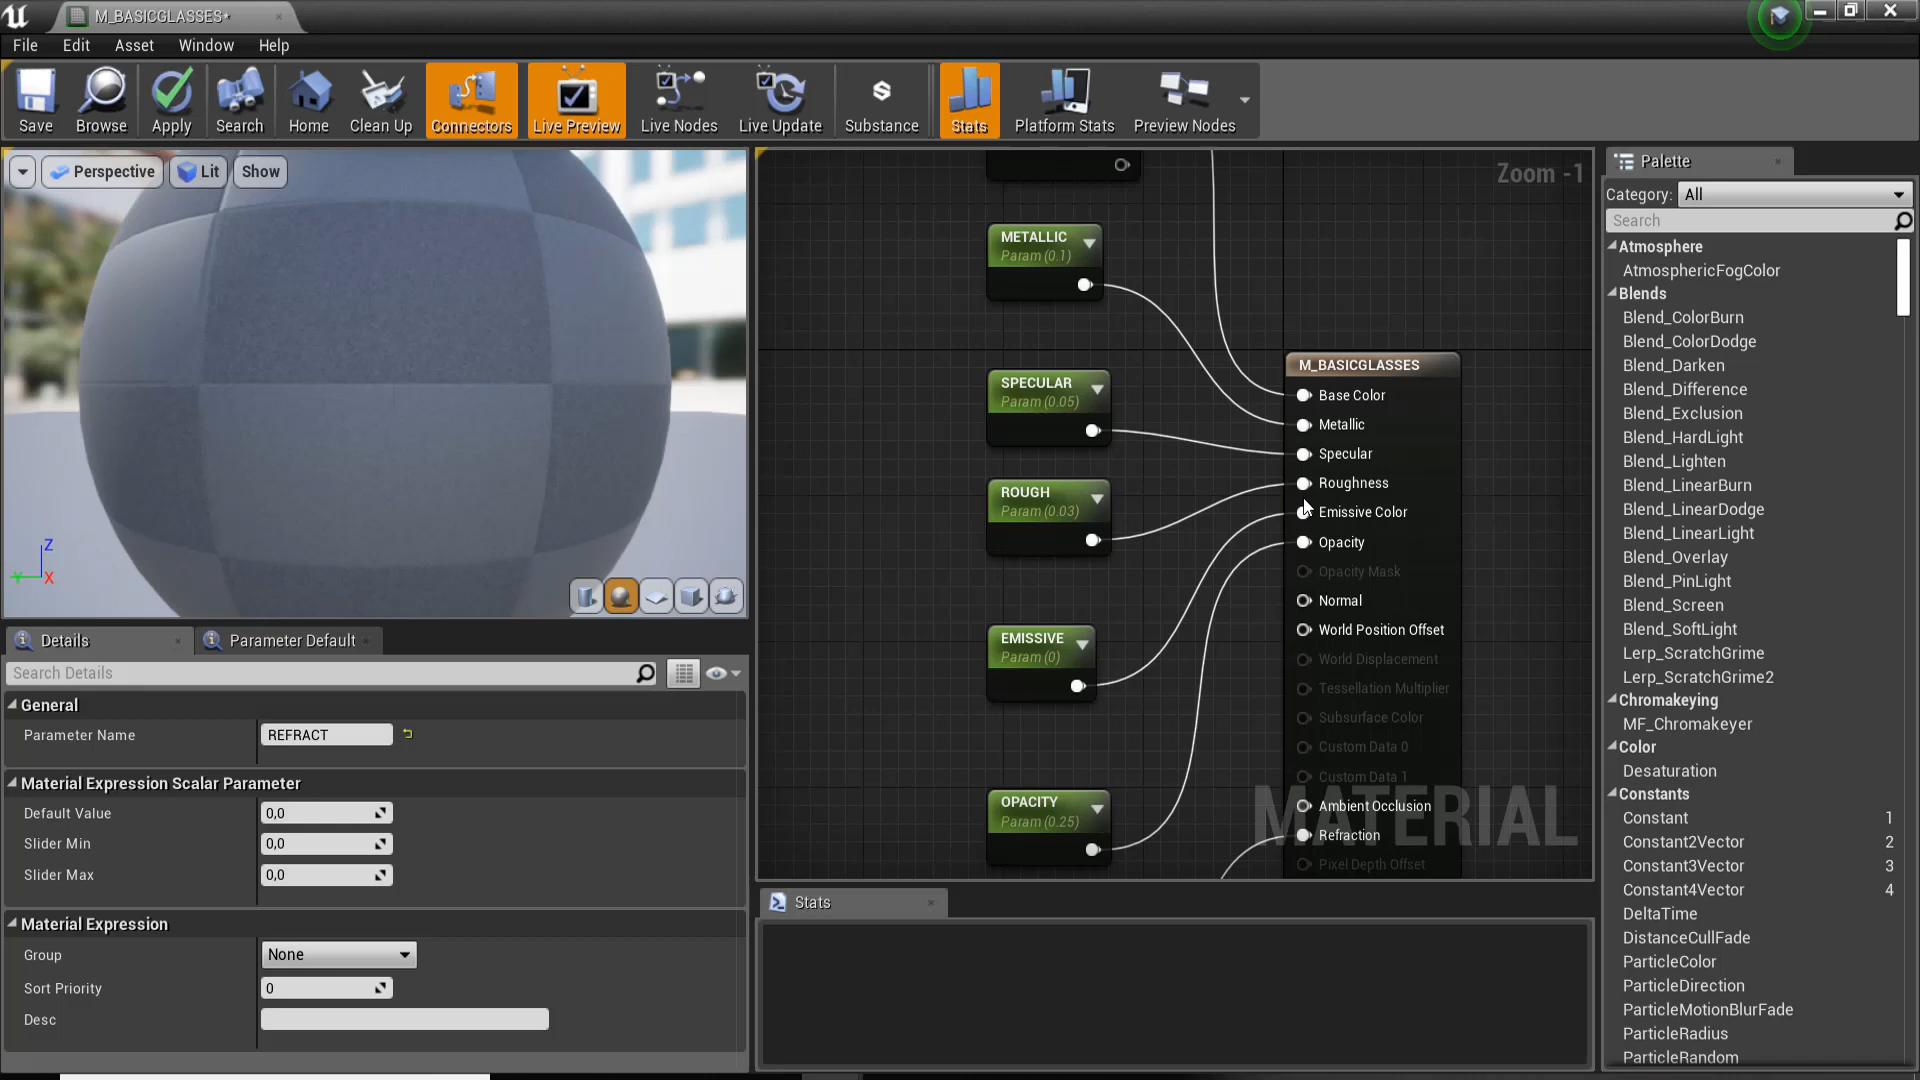 M_BASICGLASSES*
File Edit Asset Window Help
Save Browse Apply Search Home Clean Up Connectors Live Preview Live Nodes Live Update Substance Stats Platform Stats Preview Nodes
Perspective Lit Show
Z
Y X
Zoom -1
METALLIC
Param (0.1)
SPECULAR
Param (0.05)
ROUGH
Param (0.03)
EMISSIVE
Param (0)
OPACITY
Param (0.25)
M_BASICGLASSES
Base Color
Metallic
Specular
Roughness
Emissive Color
Opacity
Opacity Mask
Normal
World Position Offset
World Displacement
Tessellation Multiplier
Subsurface Color
Custom Data 0
Custom Data 1
Ambient Occlusion
Refraction
Pixel Depth Offset
MATERIAL
Details Parameter Default
Search Details
General
Parameter Name REFRACT
Material Expression Scalar Parameter
Default Value 0,0
Slider Min 0,0
Slider Max 0,0
Material Expression
Group None
Sort Priority 0
Desc
Stats
Palette
Category: All
Search
Atmosphere
AtmosphericFogColor
Blends
Blend_ColorBurn
Blend_ColorDodge
Blend_Darken
Blend_Difference
Blend_Exclusion
Blend_HardLight
Blend_Lighten
Blend_LinearBurn
Blend_LinearDodge
Blend_LinearLight
Blend_Overlay
Blend_PinLight
Blend_Screen
Blend_SoftLight
Lerp_ScratchGrime
Lerp_ScratchGrime2
Chromakeying
MF_Chromakeyer
Color
Desaturation
Constants
Constant 1
Constant2Vector 2
Constant3Vector 3
Constant4Vector 4
DeltaTime
DistanceCullFade
ParticleColor
ParticleDirection
ParticleMotionBlurFade
ParticleRadius
ParticleRandom